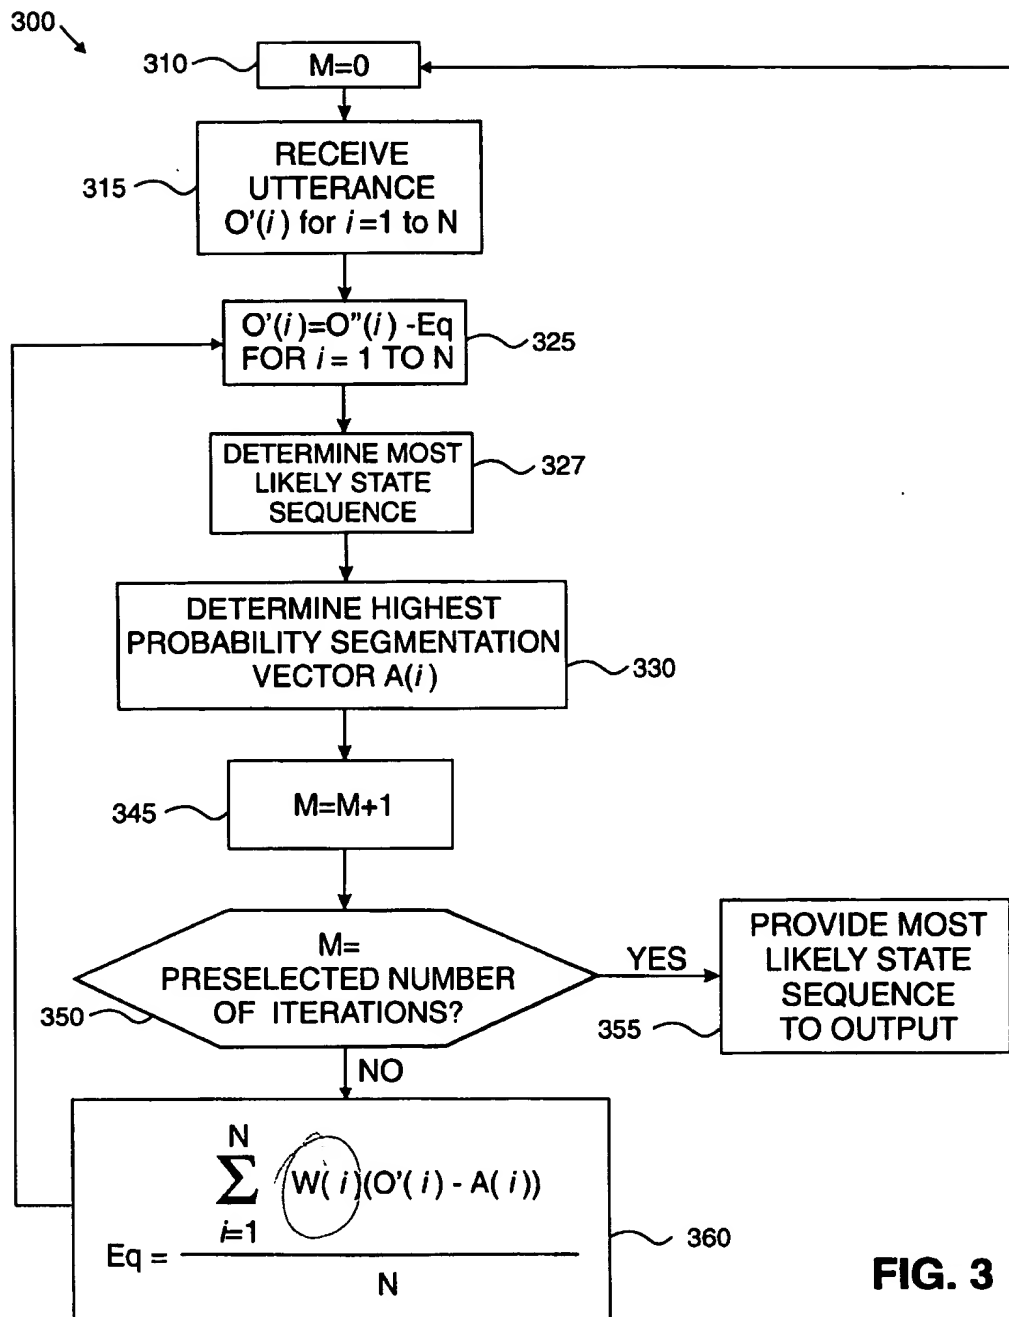 300
310
M=0
RECEIVE
UTTERANCE
O'(i) for i=1 to N
315
O'(i)=O"(i) -Eq
FOR i = 1 TO N
325
DETERMINE MOST
LIKELY STATE
SEQUENCE
327
DETERMINE HIGHEST
PROBABILITY SEGMENTATION
VECTOR A(i)
330
345
M=M+1
M=
PRESELECTED NUMBER
OF ITERATIONS?
350
YES
PROVIDE MOST
LIKELY STATE
SEQUENCE
TO OUTPUT
355
NO
N
Σ W(i)(O'(i) - A(i))
i=1
Eq =
N
360
FIG. 3